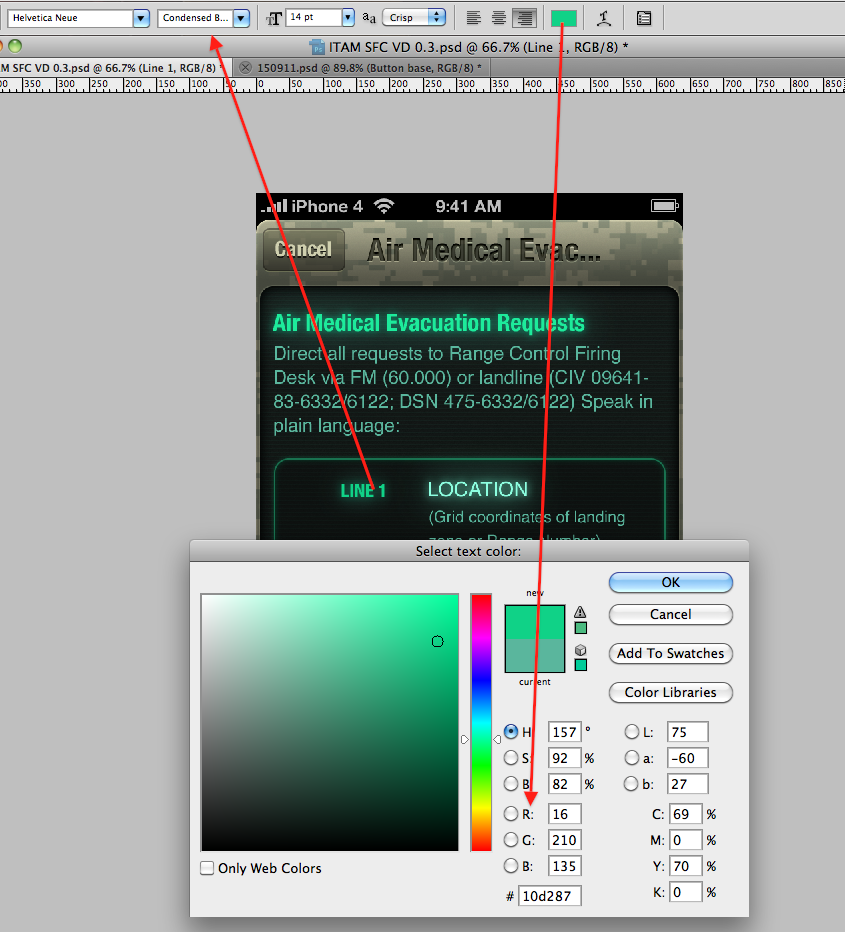 Helvetica Neue Condensed B... 14 pt Crisp
ITAM SFC VD 0.3.psd @ 66.7% (Line 1, RGB/8) *
M SFC VD 0.3.psd @ 66.7% (Line 1, RGB/8) * 150911.psd @ 89.8% (Button base, RGB/8) *
350 300 250 200 150 100 50 0 50 100 150 200 250 300 350 400 450 500 550 600 650 700 750 800 850
iPhone 4 9:41 AM
Cancel Air Medical Evac...
Air Medical Evacuation Requests
Direct all requests to Range Control Firing
Desk via FM (60.000) or landline (CIV 09641-
83-6332/6122; DSN 475-6332/6122) Speak in
plain language:
LINE 1 LOCATION
(Grid coordinates of landing
zone or Range Number)
Select text color:
new
current
OK
Cancel
Add To Swatches
Color Libraries
H: 157 ° L: 75
S: 92 % a: -60
B: 82 % b: 27
R: 16 C: 69 %
G: 210 M: 0 %
B: 135 Y: 70 %
# 10d287 K: 0 %
Only Web Colors